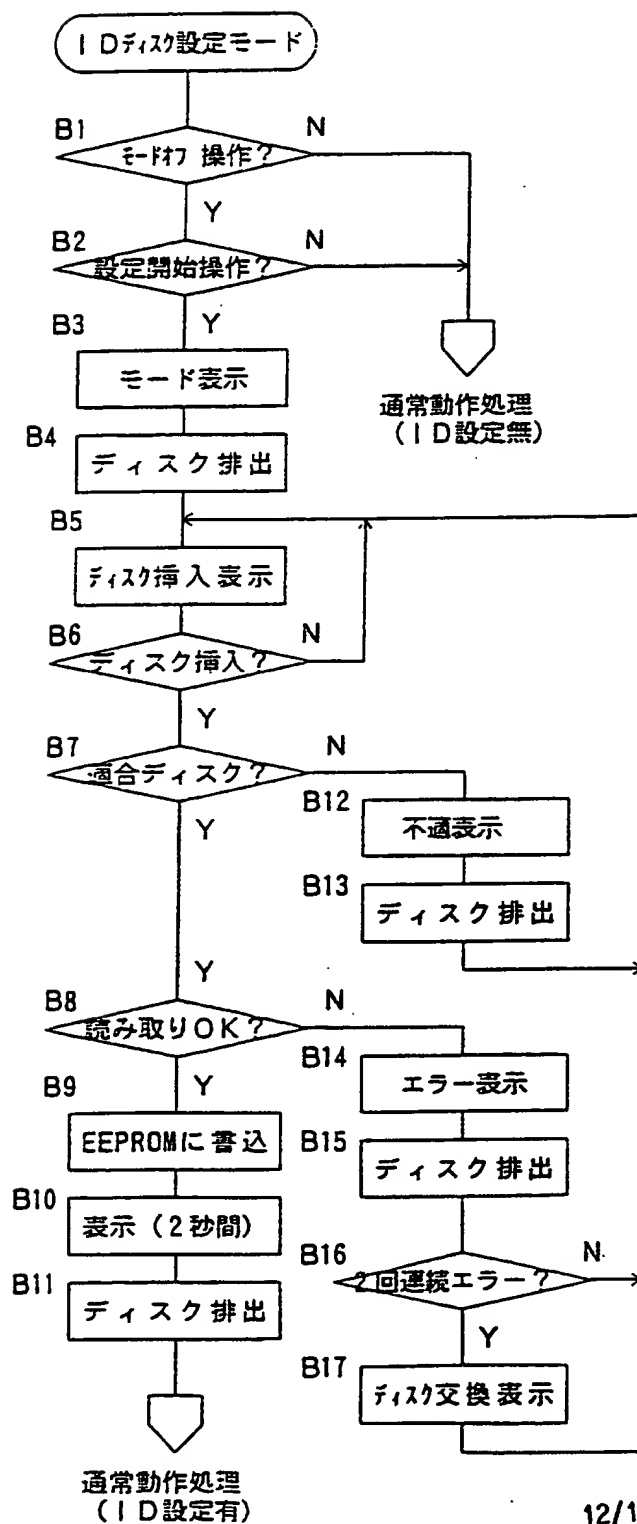 IDディスク設定モード
B1
モードオフ 操作?
N
Y
B2
設定開始操作?
N
Y
B3
モード表示
通常動作処理
(ID設定無)
B4
ディスク排出
B5
ディスク挿入表示
B6
ディスク挿入?
N
Y
B7
適合ディスク?
N
Y
B12
不適表示
B13
ディスク排出
Y
B8
読み取りOK?
N
Y
B14
エラー表示
B9
EEPROMに書込
B15
ディスク排出
B10
表示(2秒間)
B16
2回連続エラー?
N
Y
B11
ディスク排出
B17
ディスク交換表示
通常動作処理
(ID設定有)
12/1